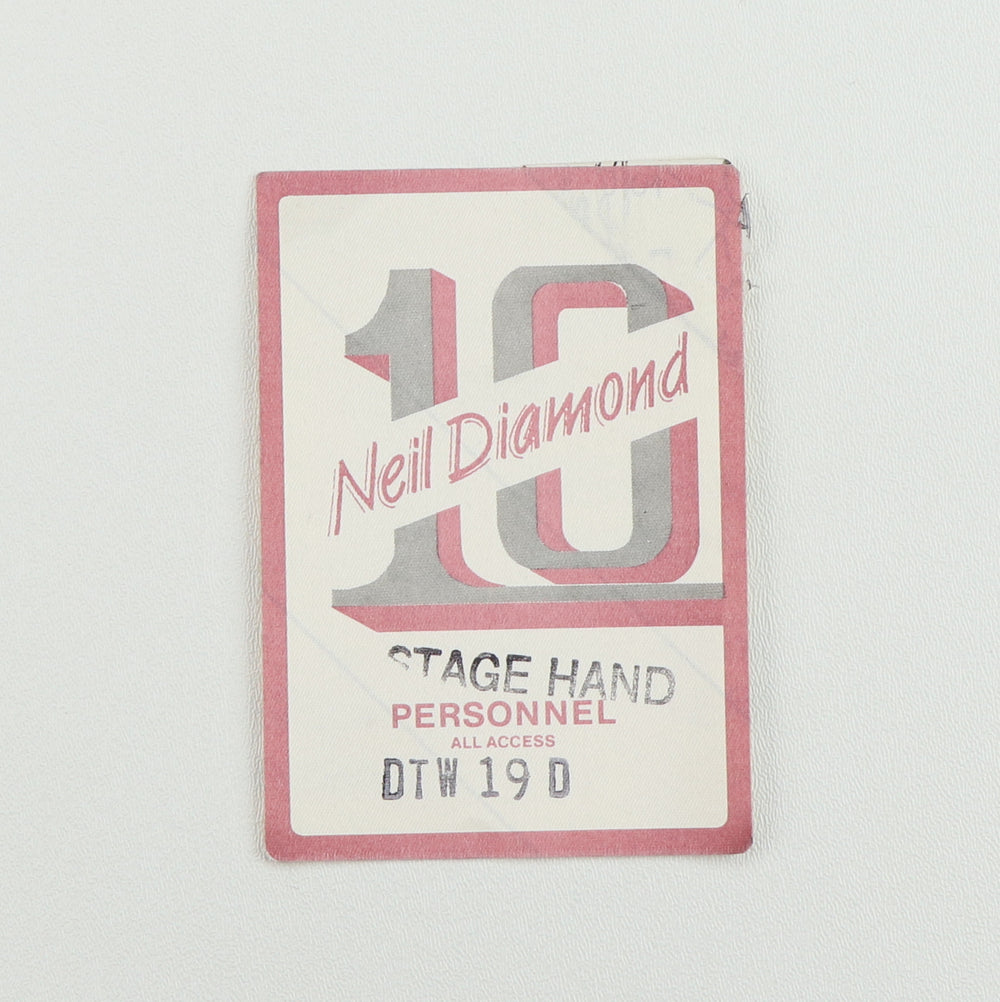 10
Neil Diamond
STAGE HAND
PERSONNEL
ALL ACCESS
DTW 19 D